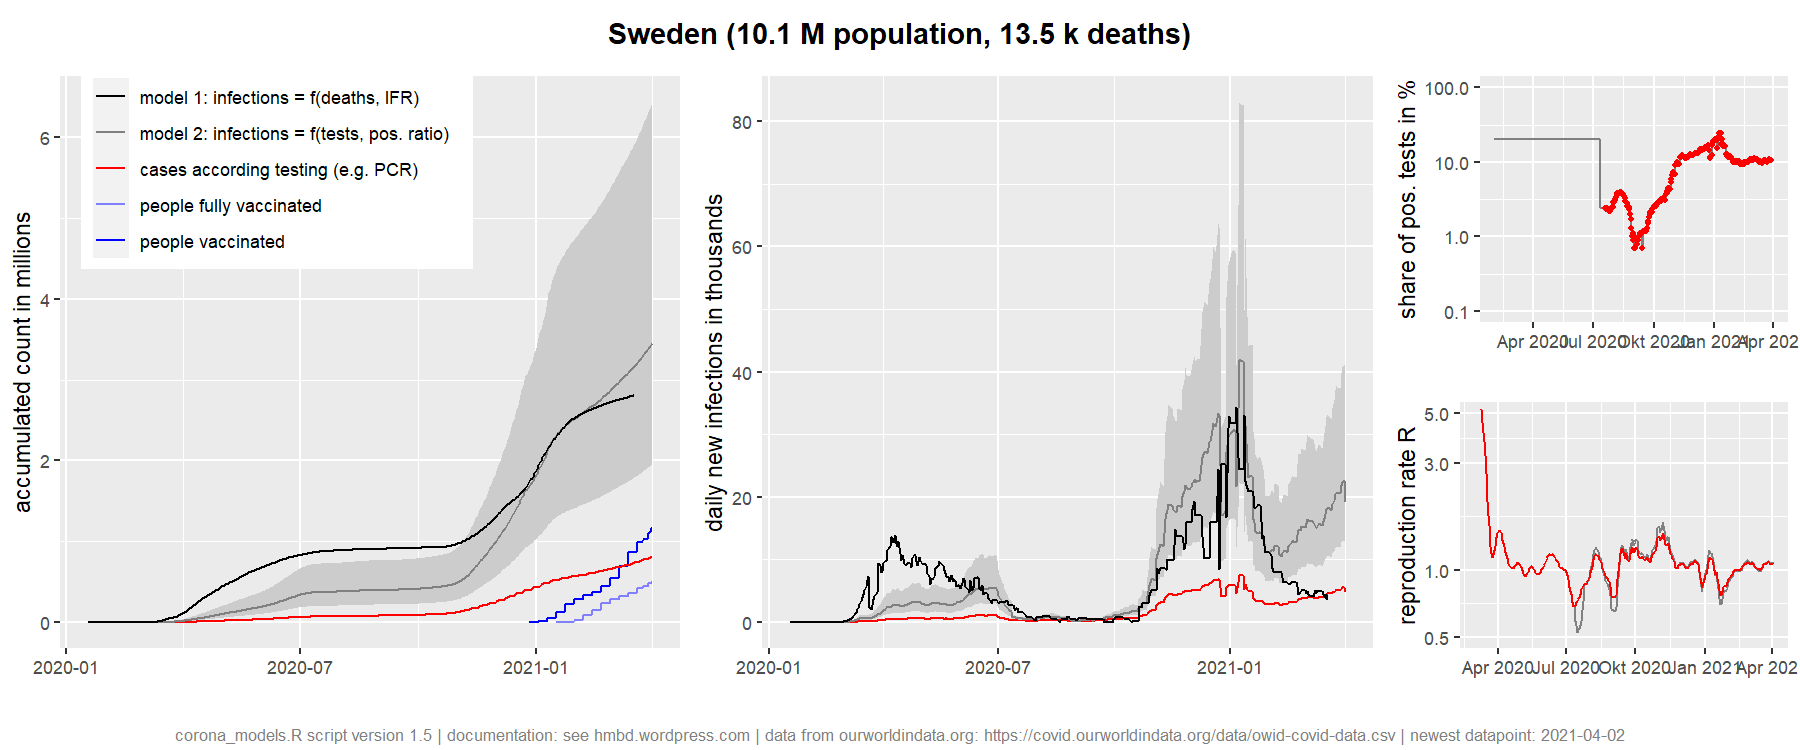 Sweden (10.1 M population, 13.5 k deaths)
accumulated count in millions
model 1: infections = f(deaths, IFR)
model 2: infections = f(tests, pos. ratio)
cases according testing (e.g. PCR)
people fully vaccinated
people vaccinated
6
4
2
0
2020-01 2020-07 2021-01
daily new infections in thousands
80
60
40
20
0
2020-01 2020-07 2021-01
share of pos. tests in %
100.0
10.0
1.0
0.1
Apr 2020 Jul 2020 Okt 2020 Jan 2021 Apr 202
reproduction rate R
5.0
3.0
1.0
0.5
Apr 2020 Jul 2020 Okt 2020 Jan 2021 Apr 202
corona_models.R script version 1.5 | documentation: see hmbd.wordpress.com | data from ourworldindata.org: https://covid.ourworldindata.org/data/owid-covid-data.csv | newest datapoint: 2021-04-02